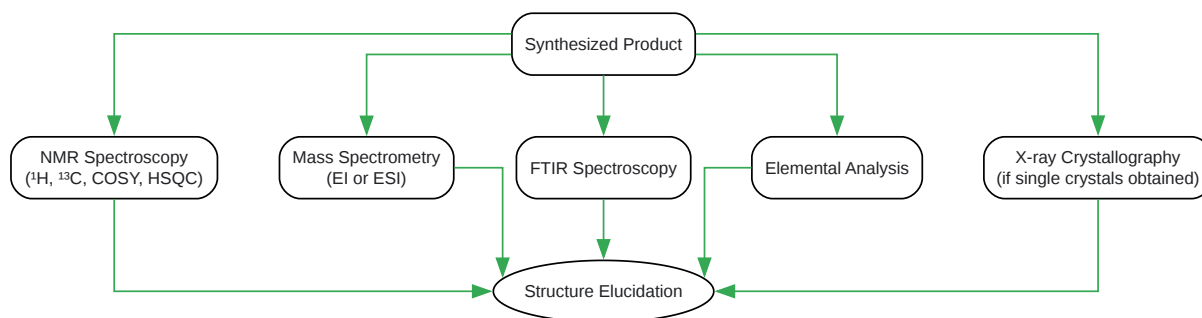 Synthesized Product
NMR Spectroscopy
(¹H, ¹³C, COSY, HSQC)
Mass Spectrometry
(EI or ESI)
FTIR Spectroscopy
Elemental Analysis
X-ray Crystallography
(if single crystals obtained)
Structure Elucidation